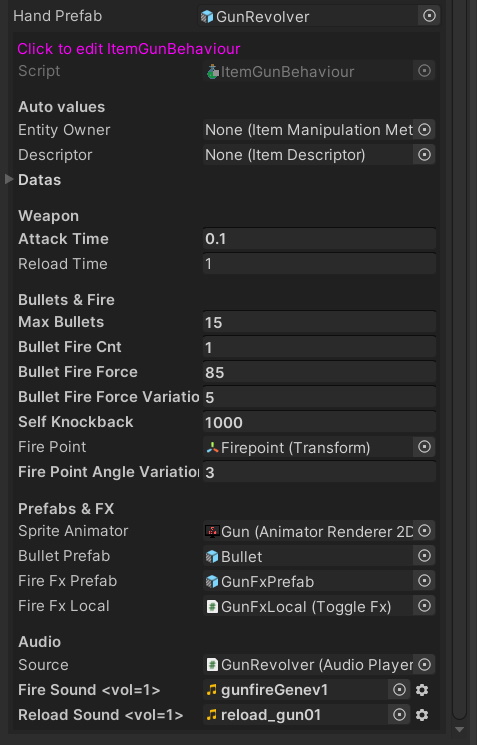 Hand Prefab GunRevolver
Click to edit ItemGunBehaviour
Script ItemGunBehaviour
Auto values
Entity Owner None (Item Manipulation Met
Descriptor None (Item Descriptor)
Datas
Weapon
Attack Time 0.1
Reload Time 1
Bullets & Fire
Max Bullets 15
Bullet Fire Cnt 1
Bullet Fire Force 85
Bullet Fire Force Variatio 5
Self Knockback 1000
Fire Point Firepoint (Transform)
Fire Point Angle Variation 3
Prefabs & FX
Sprite Animator Gun (Animator Renderer 2D
Bullet Prefab Bullet
Fire Fx Prefab GunFxPrefab
Fire Fx Local GunFxLocal (Toggle Fx)
Audio
Source GunRevolver (Audio Player
Fire Sound <vol=1> gunfireGenev1
Reload Sound <vol=1> reload_gun01